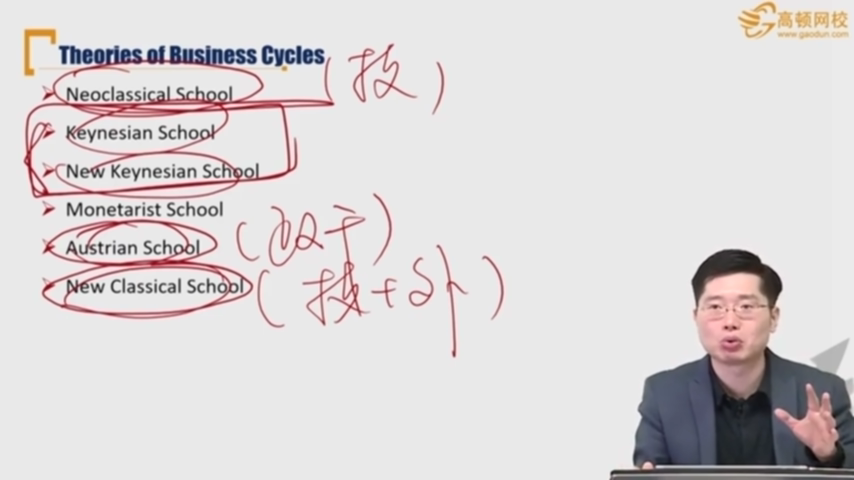 高顿网校
www.gaodun.com
Theories of Business Cycles
Neoclassical School (技)
Keynesian School
New Keynesian School
Monetarist School
Austrian School (政干)
New Classical School (技+外)